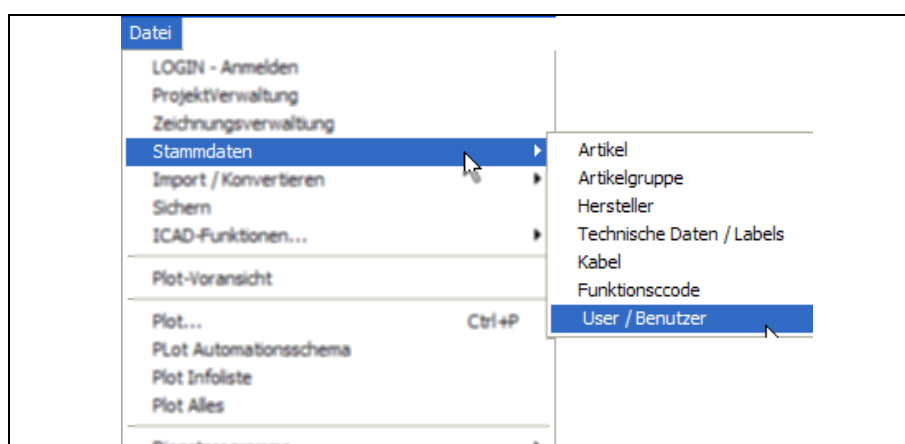 Datei
LOGIN - Anmelden
ProjektVerwaltung
Zeichnungsverwaltiung
Stammdaten
Import / Konvertieren
Sichern
ICAD-Funktionen...
Plot-Voransicht
Plot... Ctrl+P
PLot Automationsschema
Plot Infoliste
Plot Alles
Artikel
Artikelgruppe
Hersteller
Technische Daten / Labels
Kabel
Funktionsccode
User / Benutzer